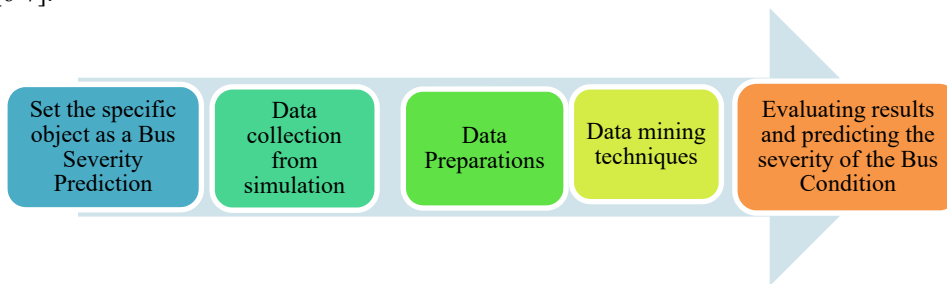 Set the specific
object as a Bus
Severity
Prediction
Data
collection
from
simulation
Data
Preparations
Data mining
techniques
Evaluating results
and predicting the
severity of the Bus
Condition